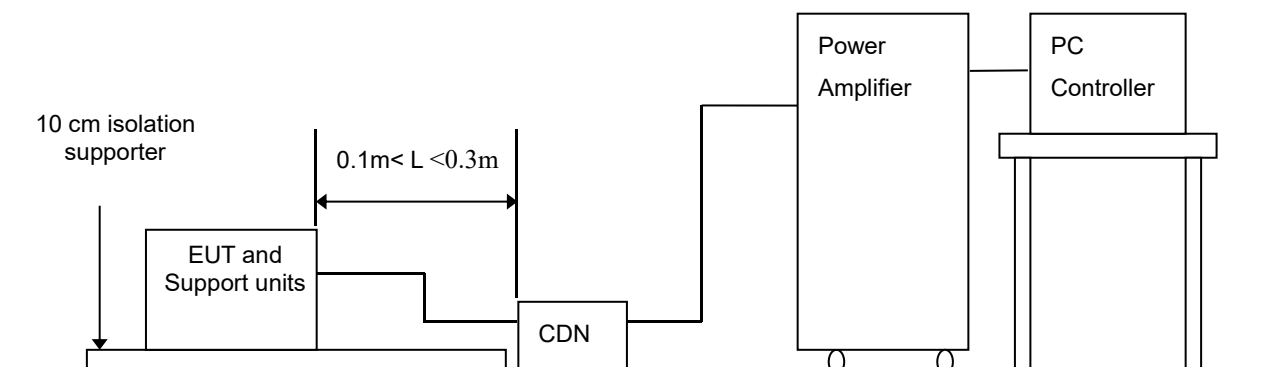 Power
Amplifier
PC
Controller
10 cm isolation
supporter
0.1m< L <0.3m
EUT and
Support units
CDN